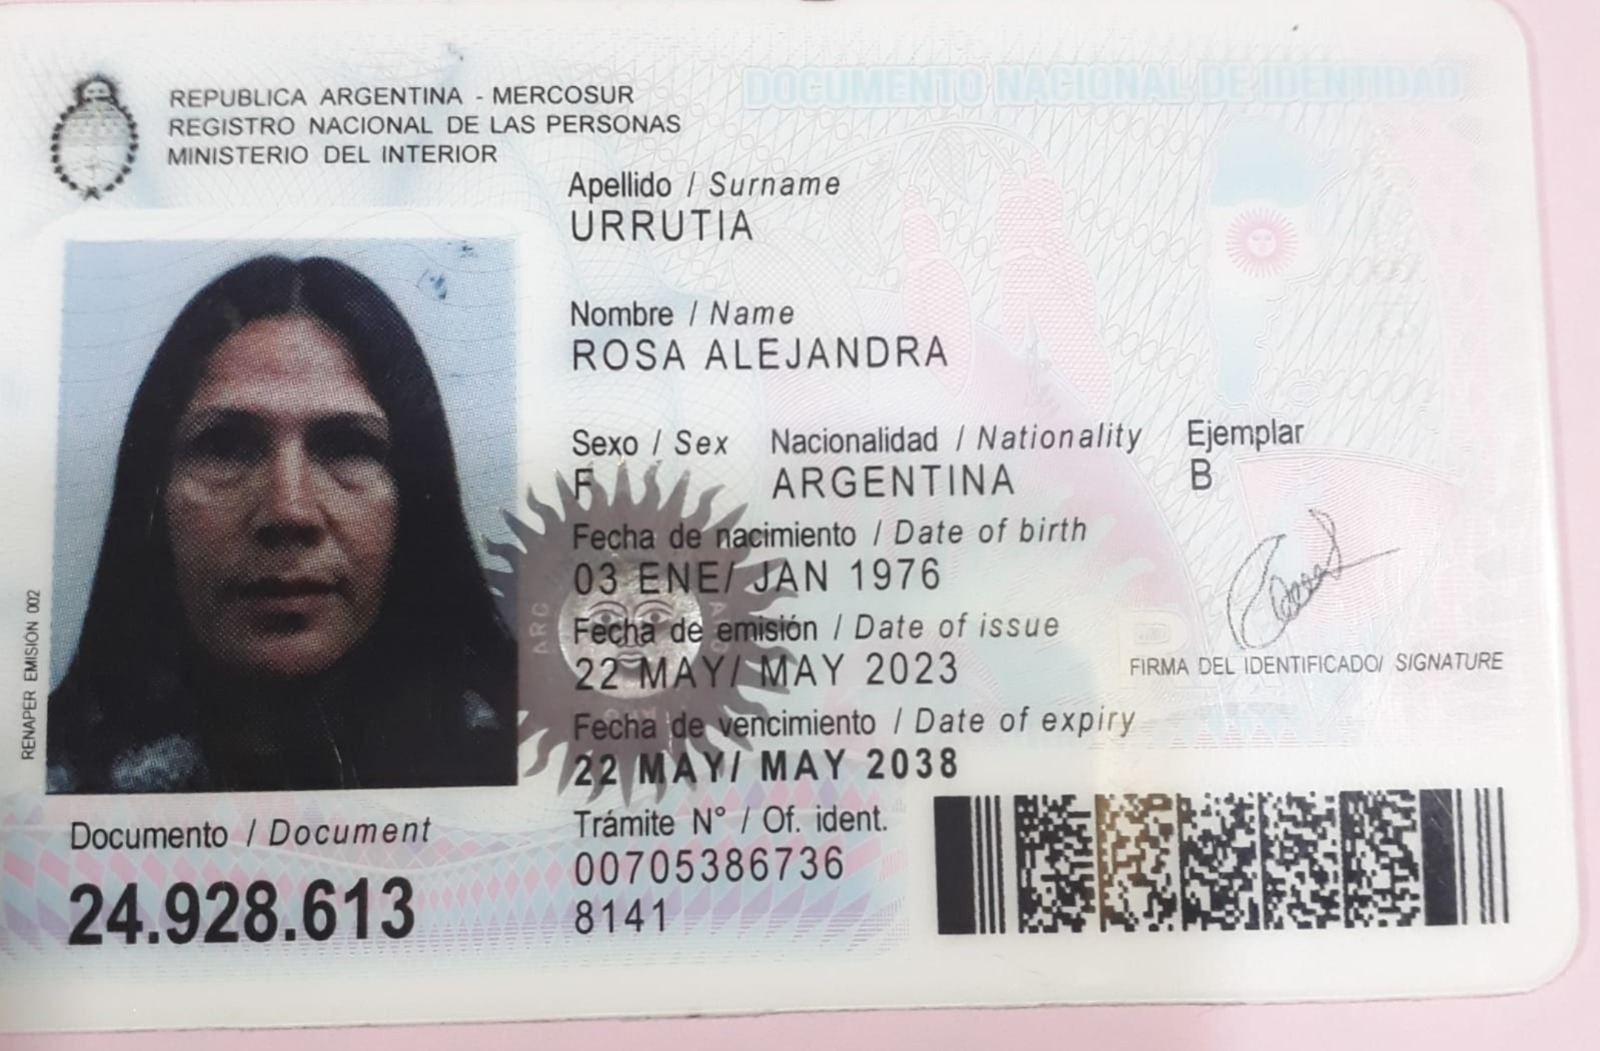 DOCUMENTO NACIONAL DE IDENTIDAD
REPUBLICA ARGENTINA - MERCOSUR
REGISTRO NACIONAL DE LAS PERSONAS
MINISTERIO DEL INTERIOR
Apellido / Surname
URRUTIA
Nombre / Name
ROSA ALEJANDRA
Sexo / Sex Nacionalidad / Nationality Ejemplar
F ARGENTINA B
Fecha de nacimiento / Date of birth
03 ENE/ JAN 1976
Fecha de emisión / Date of issue
22 MAY/ MAY 2023
FIRMA DEL IDENTIFICADO/ SIGNATURE
Fecha de vencimiento / Date of expiry
22 MAY/ MAY 2038
RENAPER EMISIÓN 002
Documento / Document
24.928.613
Trámite N° / Of. ident.
00705386736
8141